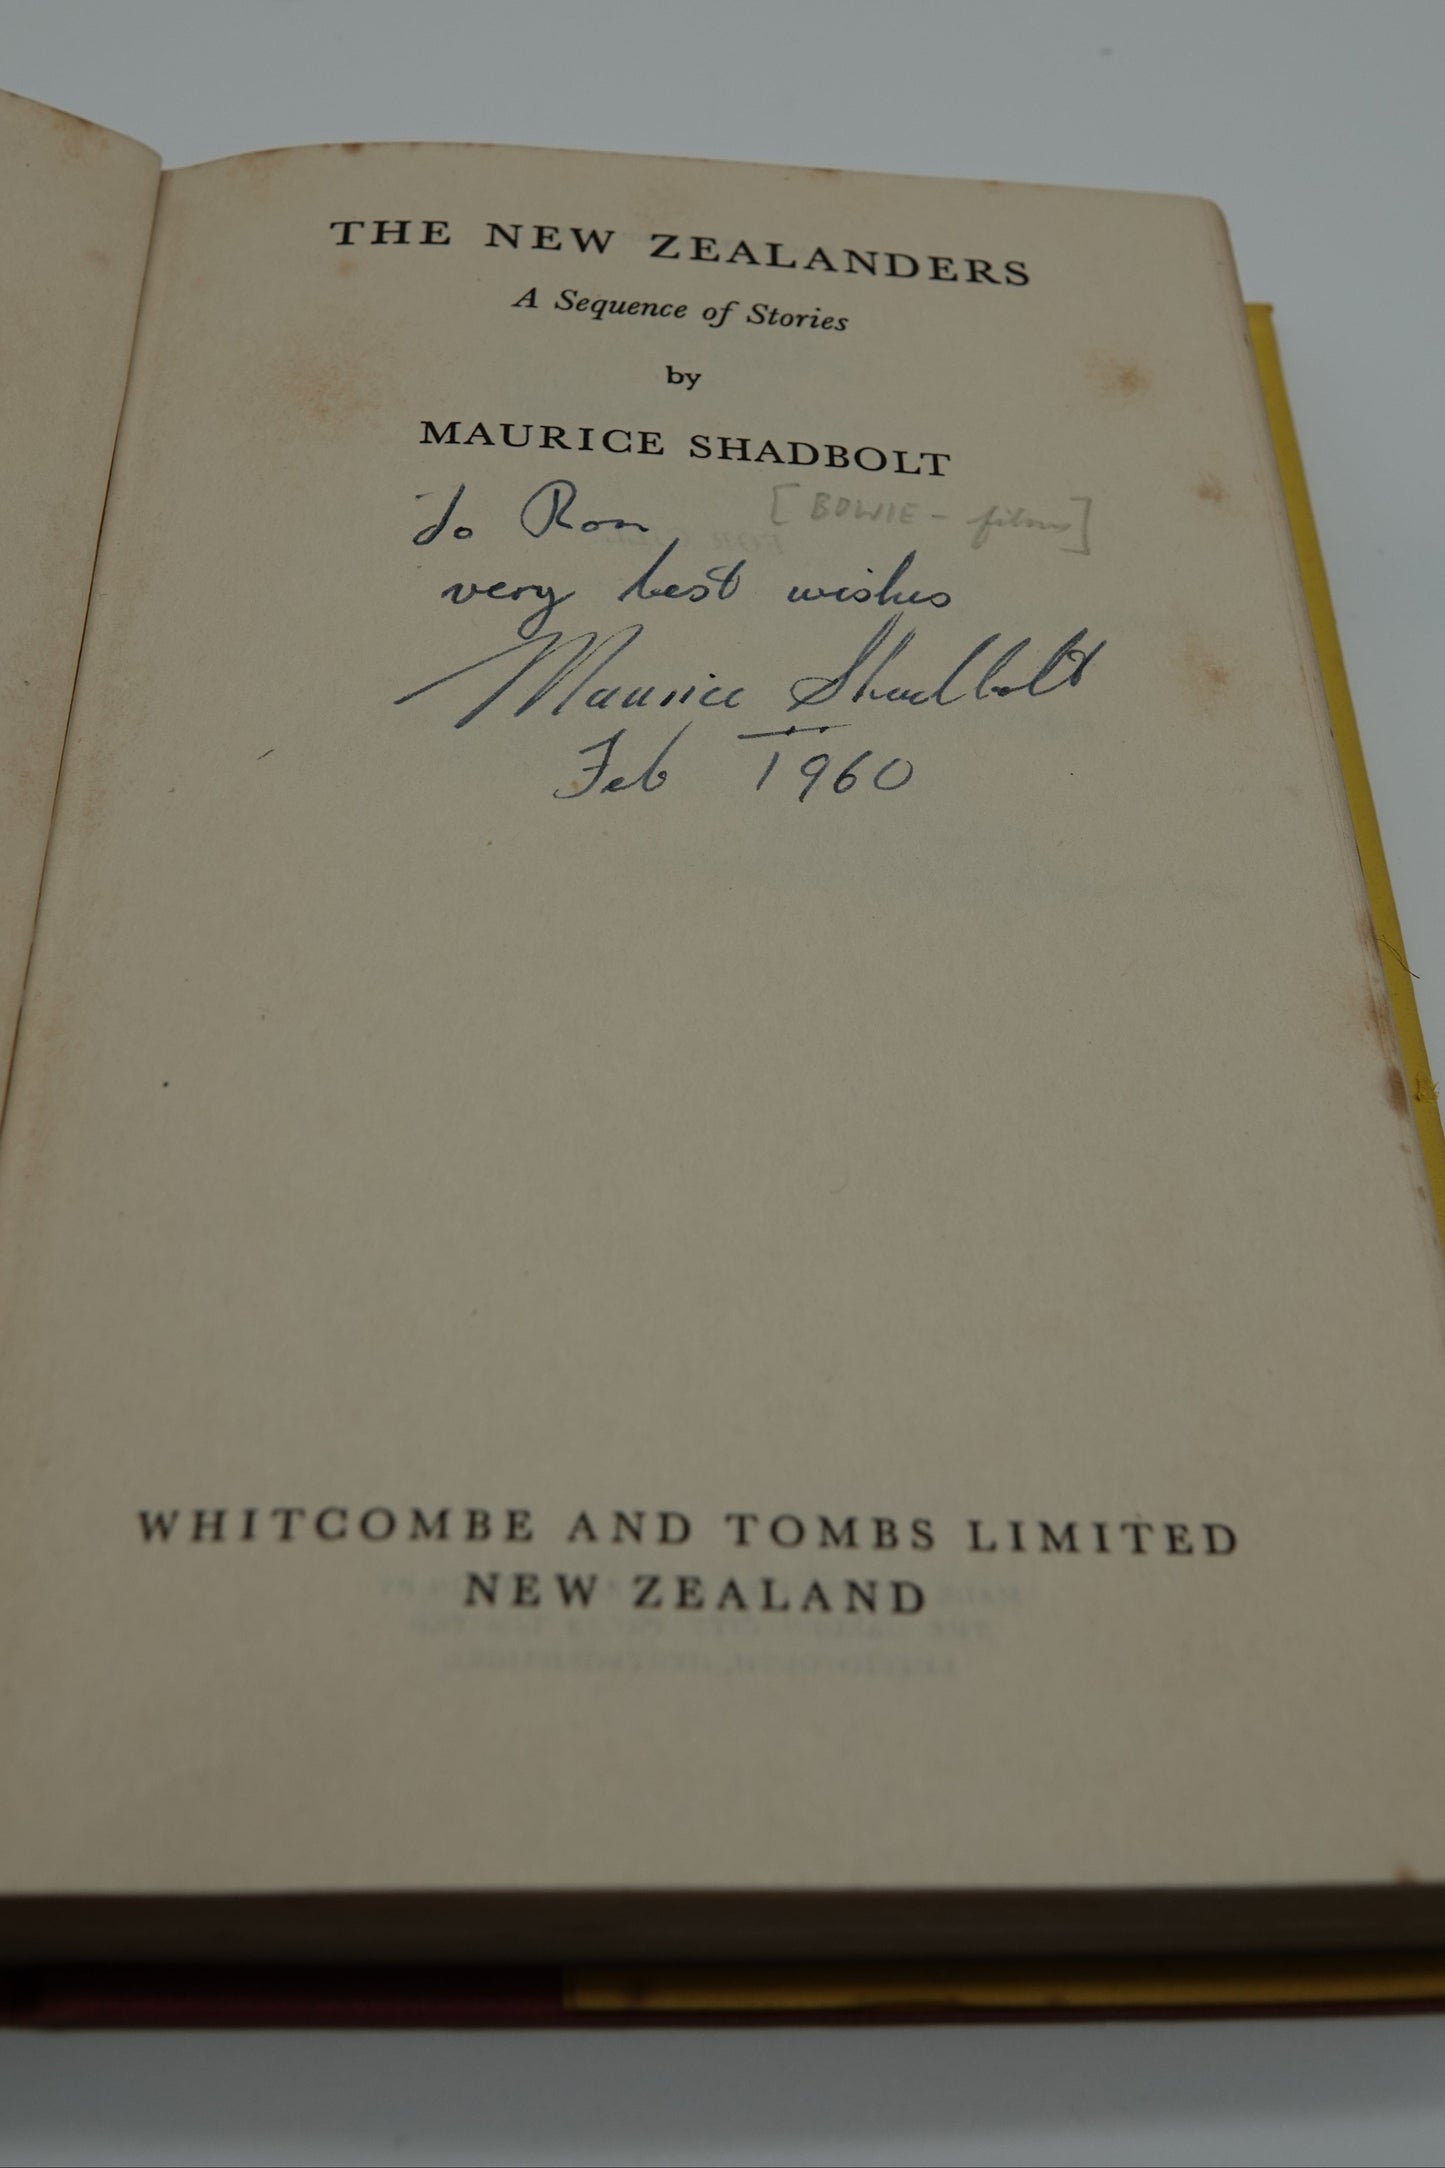 THE NEW ZEALANDERS
A Sequence of Stories
by
MAURICE SHADBOLT
To Ron [BOWIE - films]
very best wishes
Maurice Shadbolt
Feb 1960
WHITCOMBE AND TOMBS LIMITED
NEW ZEALAND